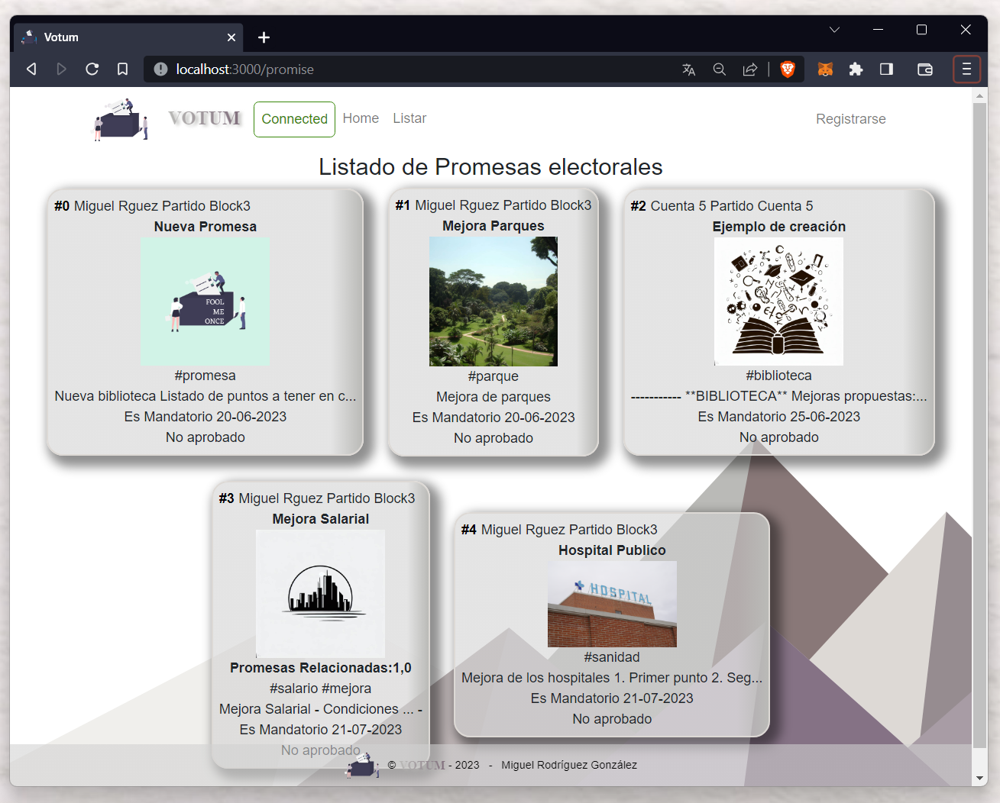 Votum
localhost:3000/promise
VOTUM
Connected
Home
Listar
Registrarse
Listado de Promesas electorales
#0 Miguel Rguez Partido Block3
Nueva Promesa
FOOL
ME
ONCE
#promesa
Nueva biblioteca Listado de puntos a tener en c...
Es Mandatorio 20-06-2023
No aprobado
#1 Miguel Rguez Partido Block3
Mejora Parques
#parque
Mejora de parques
Es Mandatorio 20-06-2023
No aprobado
#2 Cuenta 5 Partido Cuenta 5
Ejemplo de creación
#biblioteca
----------- **BIBLIOTECA** Mejoras propuestas:...
Es Mandatorio 25-06-2023
No aprobado
#3 Miguel Rguez Partido Block3
Mejora Salarial
Promesas Relacionadas:1,0
#salario #mejora
Mejora Salarial - Condiciones ... -
Es Mandatorio 21-07-2023
No aprobado
#4 Miguel Rguez Partido Block3
Hospital Publico
HOSPITAL
#sanidad
Mejora de los hospitales 1. Primer punto 2. Seg...
Es Mandatorio 21-07-2023
No aprobado
© VOTUM - 2023 - Miguel Rodríguez González